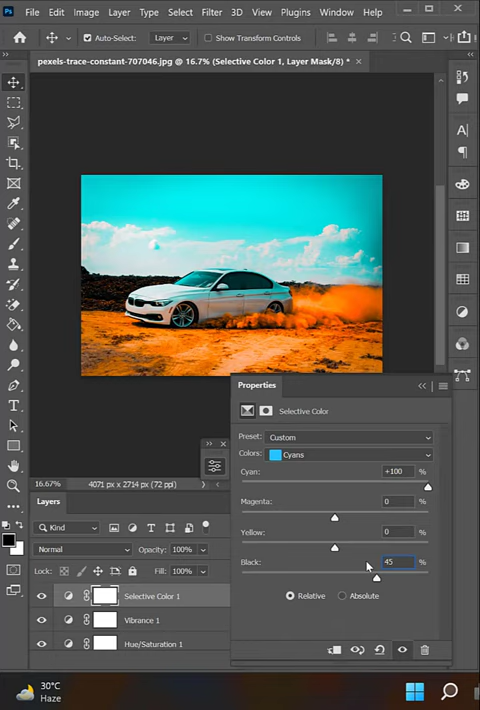 Ps File Edit Image Layer Type Select Filter 3D View Plugins Window Help
Auto-Select: Layer Show Transform Controls
pexels-trace-constant-707046.jpg @ 16.7% (Selective Color 1, Layer Mask/8) *
Properties
Selective Color
Preset: Custom
Colors: Cyans
Cyan: +100 %
Magenta: 0 %
Yellow: 0 %
Black: 45 %
Relative Absolute
16.67% 4071 px x 2714 px (72 ppi)
Layers
Kind
Normal Opacity: 100%
Lock: Fill: 100%
Selective Color 1
Vibrance 1
Hue/Saturation 1
30°C
Haze